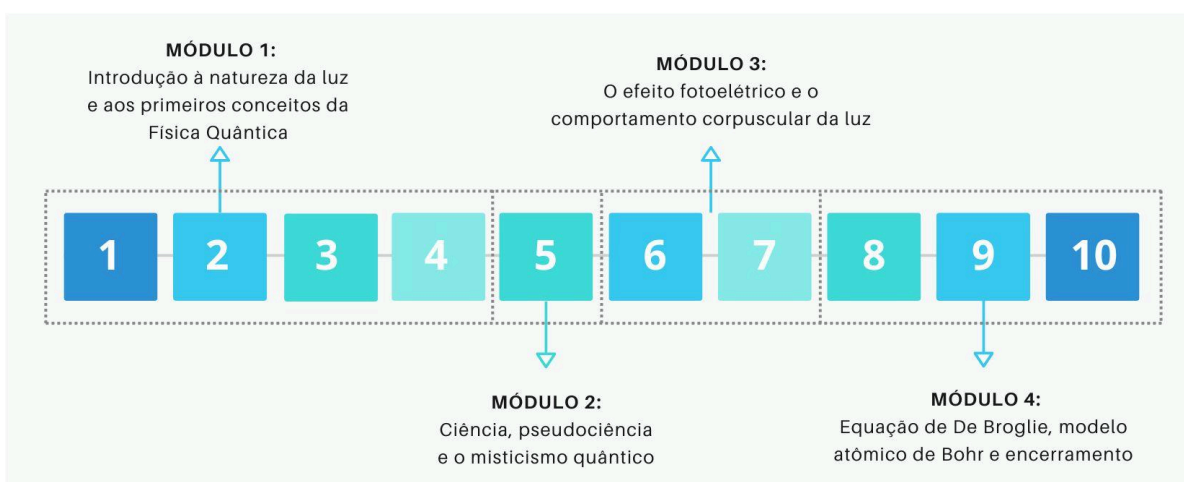 MÓDULO 1:
Introdução à natureza da luz
e aos primeiros conceitos da
Física Quântica
MÓDULO 3:
O efeito fotoelétrico e o
comportamento corpuscular da luz
1 2 3 4 5 6 7 8 9 10
MÓDULO 2:
Ciência, pseudociência
e o misticismo quântico
MÓDULO 4:
Equação de De Broglie, modelo
atômico de Bohr e encerramento